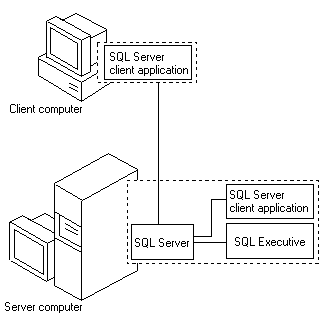 SQL Server
client application
Client computer
SQL Server
client application
SQL Server
SQL Executive
Server computer